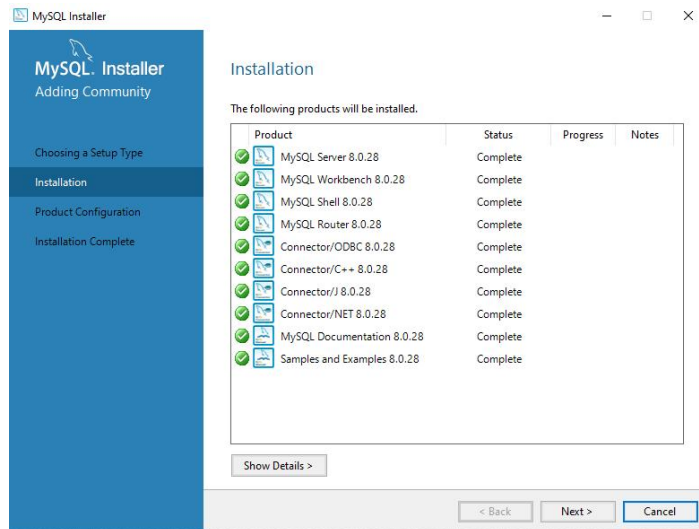 MySQL Installer
MySQL. Installer
Adding Community
Choosing a Setup Type
Installation
Product Configuration
Installation Complete
Installation
The following products will be installed.
Product Status Progress Notes
MySQL Server 8.0.28 Complete
MySQL Workbench 8.0.28 Complete
MySQL Shell 8.0.28 Complete
MySQL Router 8.0.28 Complete
Connector/ODBC 8.0.28 Complete
Connector/C++ 8.0.28 Complete
Connector/J 8.0.28 Complete
Connector/NET 8.0.28 Complete
MySQL Documentation 8.0.28 Complete
Samples and Examples 8.0.28 Complete
Show Details >
< Back Next > Cancel